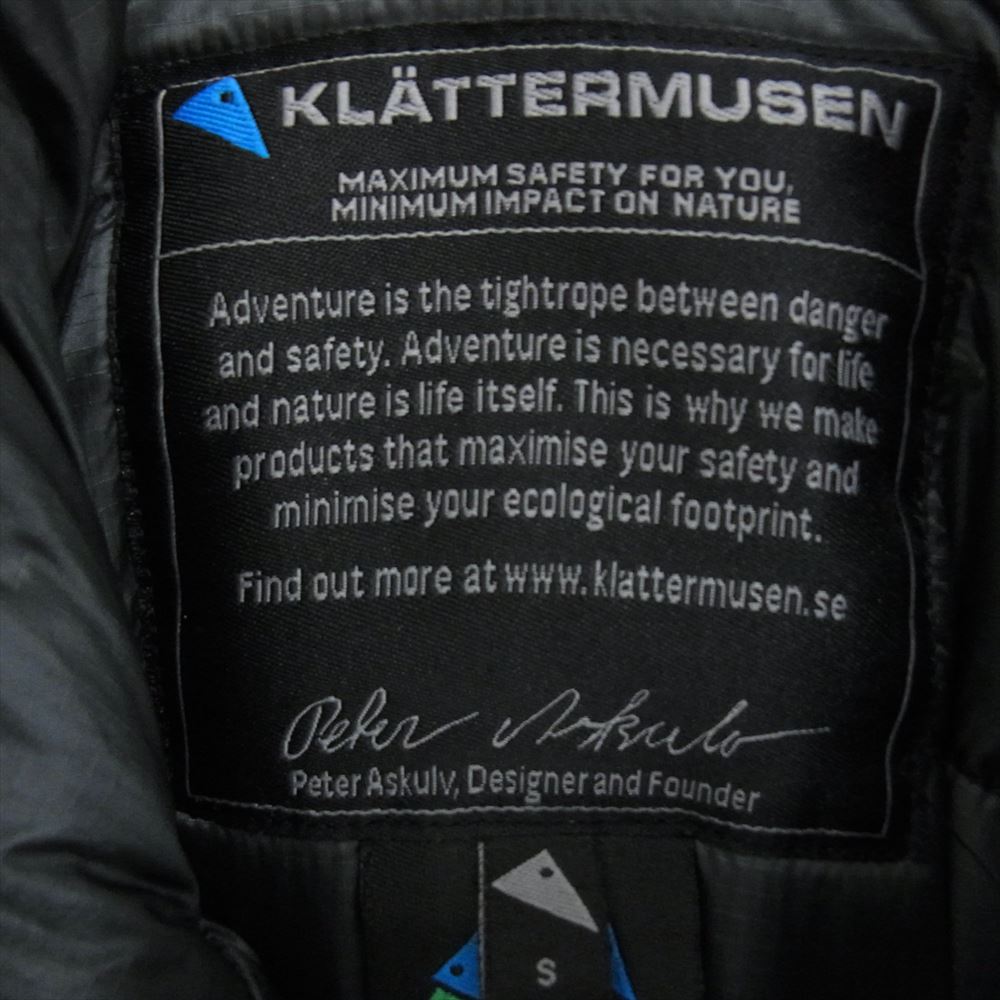 KLÄTTERMUSEN
MAXIMUM SAFETY FOR YOU,
MINIMUM IMPACT ON NATURE
Adventure is the tightrope between danger
and safety. Adventure is necessary for life
and nature is life itself. This is why we make
products that maximise your safety and
minimise your ecological footprint.
Find out more at www.klattermusen.se
Peter Askulv
Peter Askulv, Designer and Founder
S